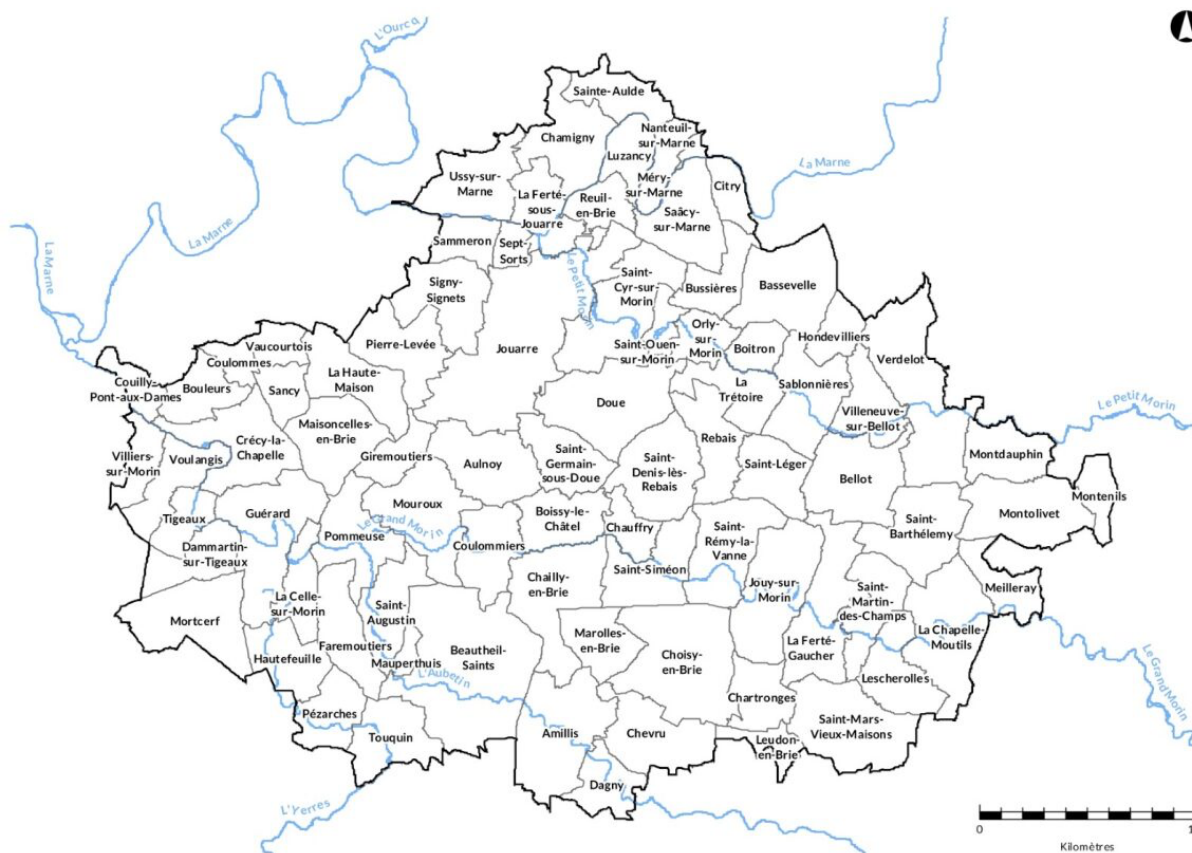 L'Ourcq
Sainte-Aulde
Chamigny
Nanteuil-
sur-Marne
Luzancy
La Marne
Ussy-sur-
Marne
La Ferté-
sous-
Jouarre
Reuil-
en-Brie
Méry-
sur-Marne
Citry
Saâcy-
sur-Marne
La Marne
La Marne
Sammeron
Sept-
Sorts
Le Petit Morin
Signy-
Signets
Saint-
Cyr-sur-
Morin
Bussières
Bassevelle
Vaucourtois
Coulommes
Pierre-Levée
Jouarre
Saint-Ouen-
sur-Morin
Orly-
sur-
Morin
Boitron
Hondevilliers
Verdelot
Couilly-
Pont-aux-Dames
Bouleurs
Sancy
La Haute-
Maison
Doue
La
Trétoire
Sablonnières
Villeneuve-
sur-Bellot
Le Petit Morin
Maisoncelles-
en-Brie
Villiers-
sur-Morin
Voulangis
Crécy-la-
Chapelle
Giremoutiers
Aulnoy
Saint-
Germain-
sous-Doue
Saint-
Denis-lès-
Rebais
Rebais
Saint-Léger
Bellot
Montdauphin
Montenils
Montolivet
Tigeaux
Guérard
Mouroux
Le Grand Morin
Pommeuse
Coulommiers
Boissy-le-
Châtel
Chauffry
Saint-
Rémy-la-
Vanne
Saint-
Barthélemy
Dammartin-
sur-Tigeaux
Saint-Siméon
Jouy-sur-
Morin
Meilleray
Mortcerf
La Celle-
sur-Morin
Saint-
Augustin
Chailly-
en-Brie
Saint-
Martin-
des-Champs
La Chapelle-
Moutils
Hautefeuille
Faremoutiers
Mauperthuis
Beautheil-
Saints
Marolles-
en-Brie
Choisy-
en-Brie
La Ferté-
Gaucher
Lescherolles
Le Grand Morin
L'Aubetin
Pézarches
Touquin
Amillis
Chevru
Chartronges
Saint-Mars-
Vieux-Maisons
Leudon-
en-Brie
Dagny
L'Yerres
0
1
Kilomètres